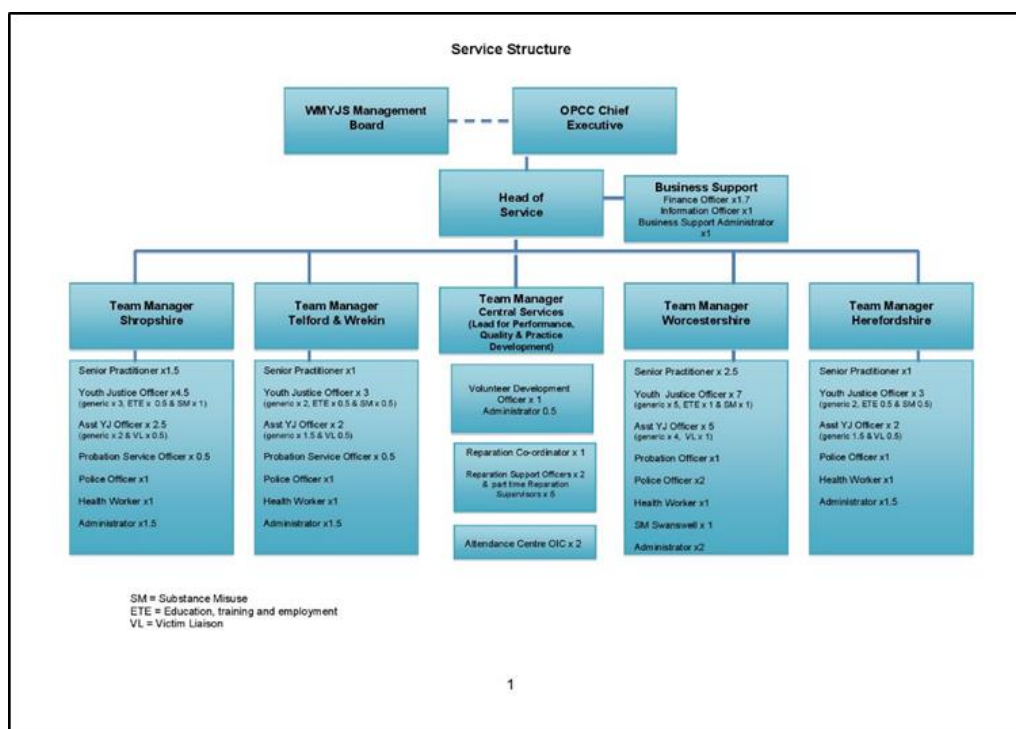 Service Structure
WMYJS Management
Board
OPCC Chief
Executive
Head of
Service
Business Support
Finance Officer x1.7
Information Officer x1
Business Support Administrator
x1
Team Manager
Shropshire
Team Manager
Telford & Wrekin
Team Manager
Central Services
(Lead for Performance,
Quality & Practice
Development)
Team Manager
Worcestershire
Team Manager
Herefordshire
Senior Practitioner x1.5
Youth Justice Officer x4.5
(generic x 3, ETE x 0.5 & SM x 1)
Asst YJ Officer x 2.5
(generic x 2 & VL x 0.5)
Probation Service Officer x 0.5
Police Officer x1
Health Worker x1
Administrator x1.5
Senior Practitioner x1
Youth Justice Officer x 3
(generic x 2, ETE x 0.5 & SM x 0.5)
Asst YJ Officer x 2
(generic x 1.5 & VL 0.5)
Probation Service Officer x 0.5
Police Officer x1
Health Worker x1
Administrator x1.5
Volunteer Development
Officer x 1
Administrator 0.5
Reparation Co-ordinator x 1
Reparation Support Officers x 2
& part time Reparation
Supervisors x 6
Attendance Centre OIC x 2
Senior Practitioner x 2.5
Youth Justice Officer x 7
(generic x 5, ETE x 1 & SM x 1)
Asst YJ Officer x 5
(generic x 4, VL x 1)
Probation Officer x1
Police Officer x2
Health Worker x1
SM Swanswell x 1
Administrator x2
Senior Practitioner x1
Youth Justice Officer x 3
(generic x 2, ETE 0.5 & SM 0.5)
Asst YJ Officer x 2
(generic 1.5 & VL 0.5)
Police Officer x1
Health Worker x1
Administrator x1.5
SM = Substance Misuse
ETE = Education, training and employment
VL = Victim Liaison
1